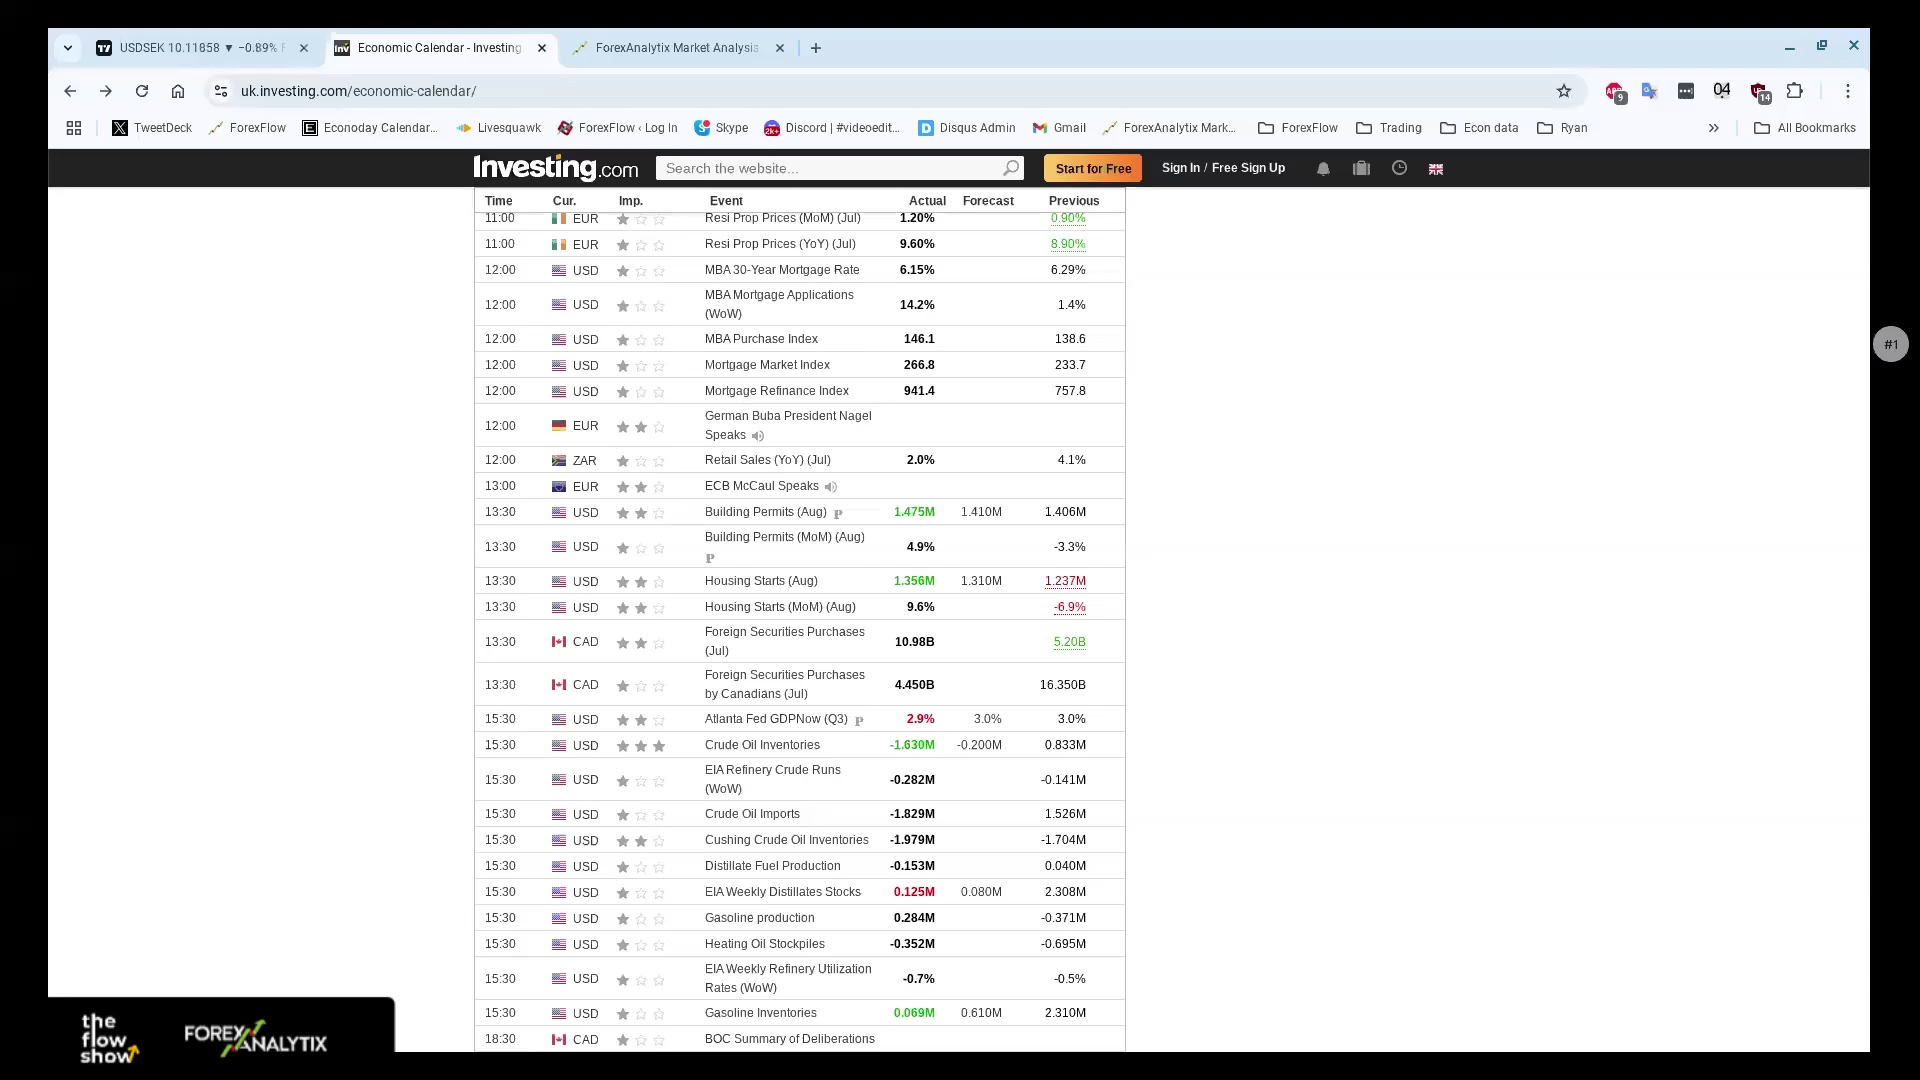 USDSEK 10.11858 ▼ −0.89%
Economic Calendar - Investing
ForexAnalytix Market Analysis
uk.investing.com/economic-calendar/
9
04
14
TweetDeck
ForexFlow
Econoday Calendar...
Livesquawk
ForexFlow ‹ Log In
Skype
Discord | #videoedit...
Disqus Admin
Gmail
ForexAnalytix Mark...
ForexFlow
Trading
Econ data
Ryan
»
All Bookmarks
Investing.com
Search the website...
Start for Free
Sign In / Free Sign Up
Time Cur. Imp. Event Actual Forecast Previous
11:00 EUR Resi Prop Prices (MoM) (Jul) 1.20% 0.90%
11:00 EUR Resi Prop Prices (YoY) (Jul) 9.60% 8.90%
12:00 USD MBA 30-Year Mortgage Rate 6.15% 6.29%
12:00 USD MBA Mortgage Applications
(WoW) 14.2% 1.4%
12:00 USD MBA Purchase Index 146.1 138.6
12:00 USD Mortgage Market Index 266.8 233.7
12:00 USD Mortgage Refinance Index 941.4 757.8
12:00 EUR German Buba President Nagel
Speaks
12:00 ZAR Retail Sales (YoY) (Jul) 2.0% 4.1%
13:00 EUR ECB McCaul Speaks
13:30 USD Building Permits (Aug) P 1.475M 1.410M 1.406M
13:30 USD Building Permits (MoM) (Aug)
P 4.9% -3.3%
13:30 USD Housing Starts (Aug) 1.356M 1.310M 1.237M
13:30 USD Housing Starts (MoM) (Aug) 9.6% -6.9%
13:30 CAD Foreign Securities Purchases
(Jul) 10.98B 5.20B
13:30 CAD Foreign Securities Purchases
by Canadians (Jul) 4.450B 16.350B
15:30 USD Atlanta Fed GDPNow (Q3) P 2.9% 3.0% 3.0%
15:30 USD Crude Oil Inventories -1.630M -0.200M 0.833M
15:30 USD EIA Refinery Crude Runs
(WoW) -0.282M -0.141M
15:30 USD Crude Oil Imports -1.829M 1.526M
15:30 USD Cushing Crude Oil Inventories -1.979M -1.704M
15:30 USD Distillate Fuel Production -0.153M 0.040M
15:30 USD EIA Weekly Distillates Stocks 0.125M 0.080M 2.308M
15:30 USD Gasoline production 0.284M -0.371M
15:30 USD Heating Oil Stockpiles -0.352M -0.695M
15:30 USD EIA Weekly Refinery Utilization
Rates (WoW) -0.7% -0.5%
15:30 USD Gasoline Inventories 0.069M 0.610M 2.310M
18:30 CAD BOC Summary of Deliberations
#1
the
flow
show
FOREX ANALYTIX